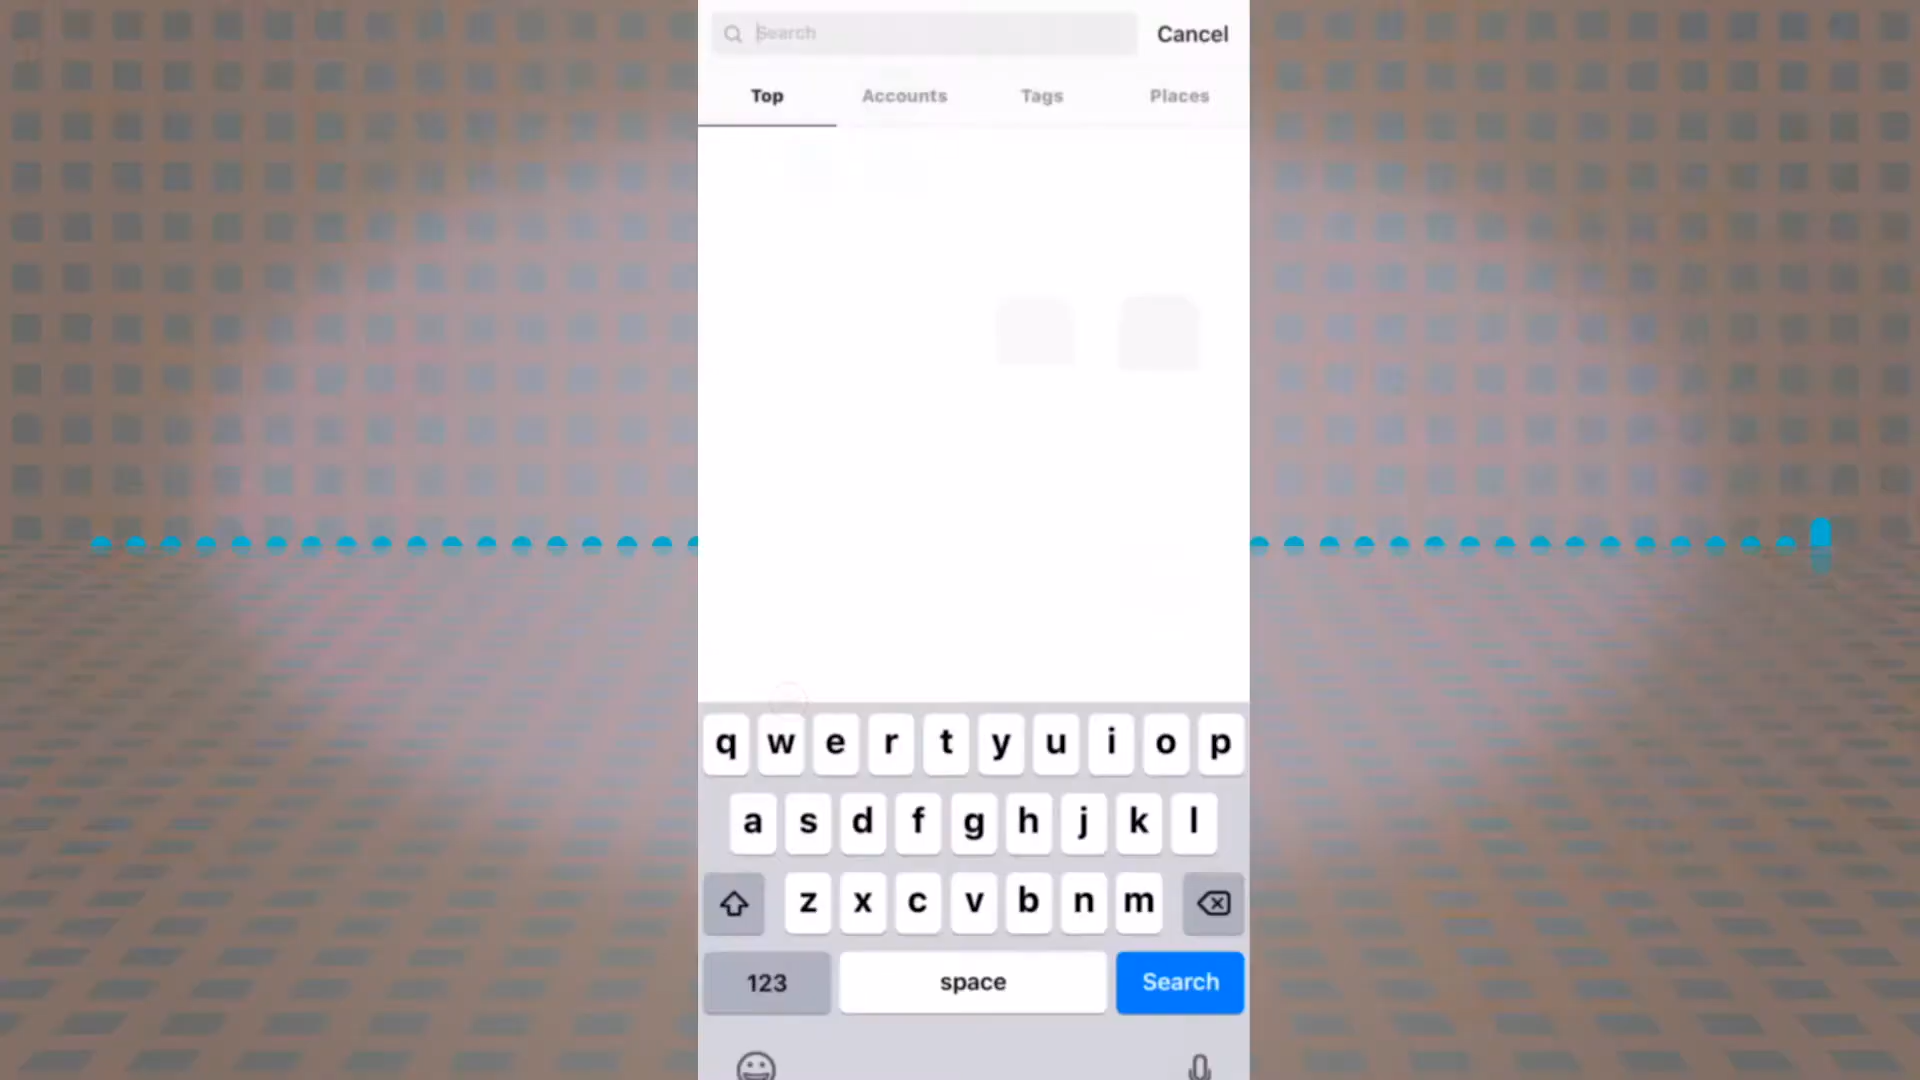 Search Cancel
Top Accounts Tags Places
q w e r t y u i o p
a s d f g h j k l
z x c v b n m
123 space Search